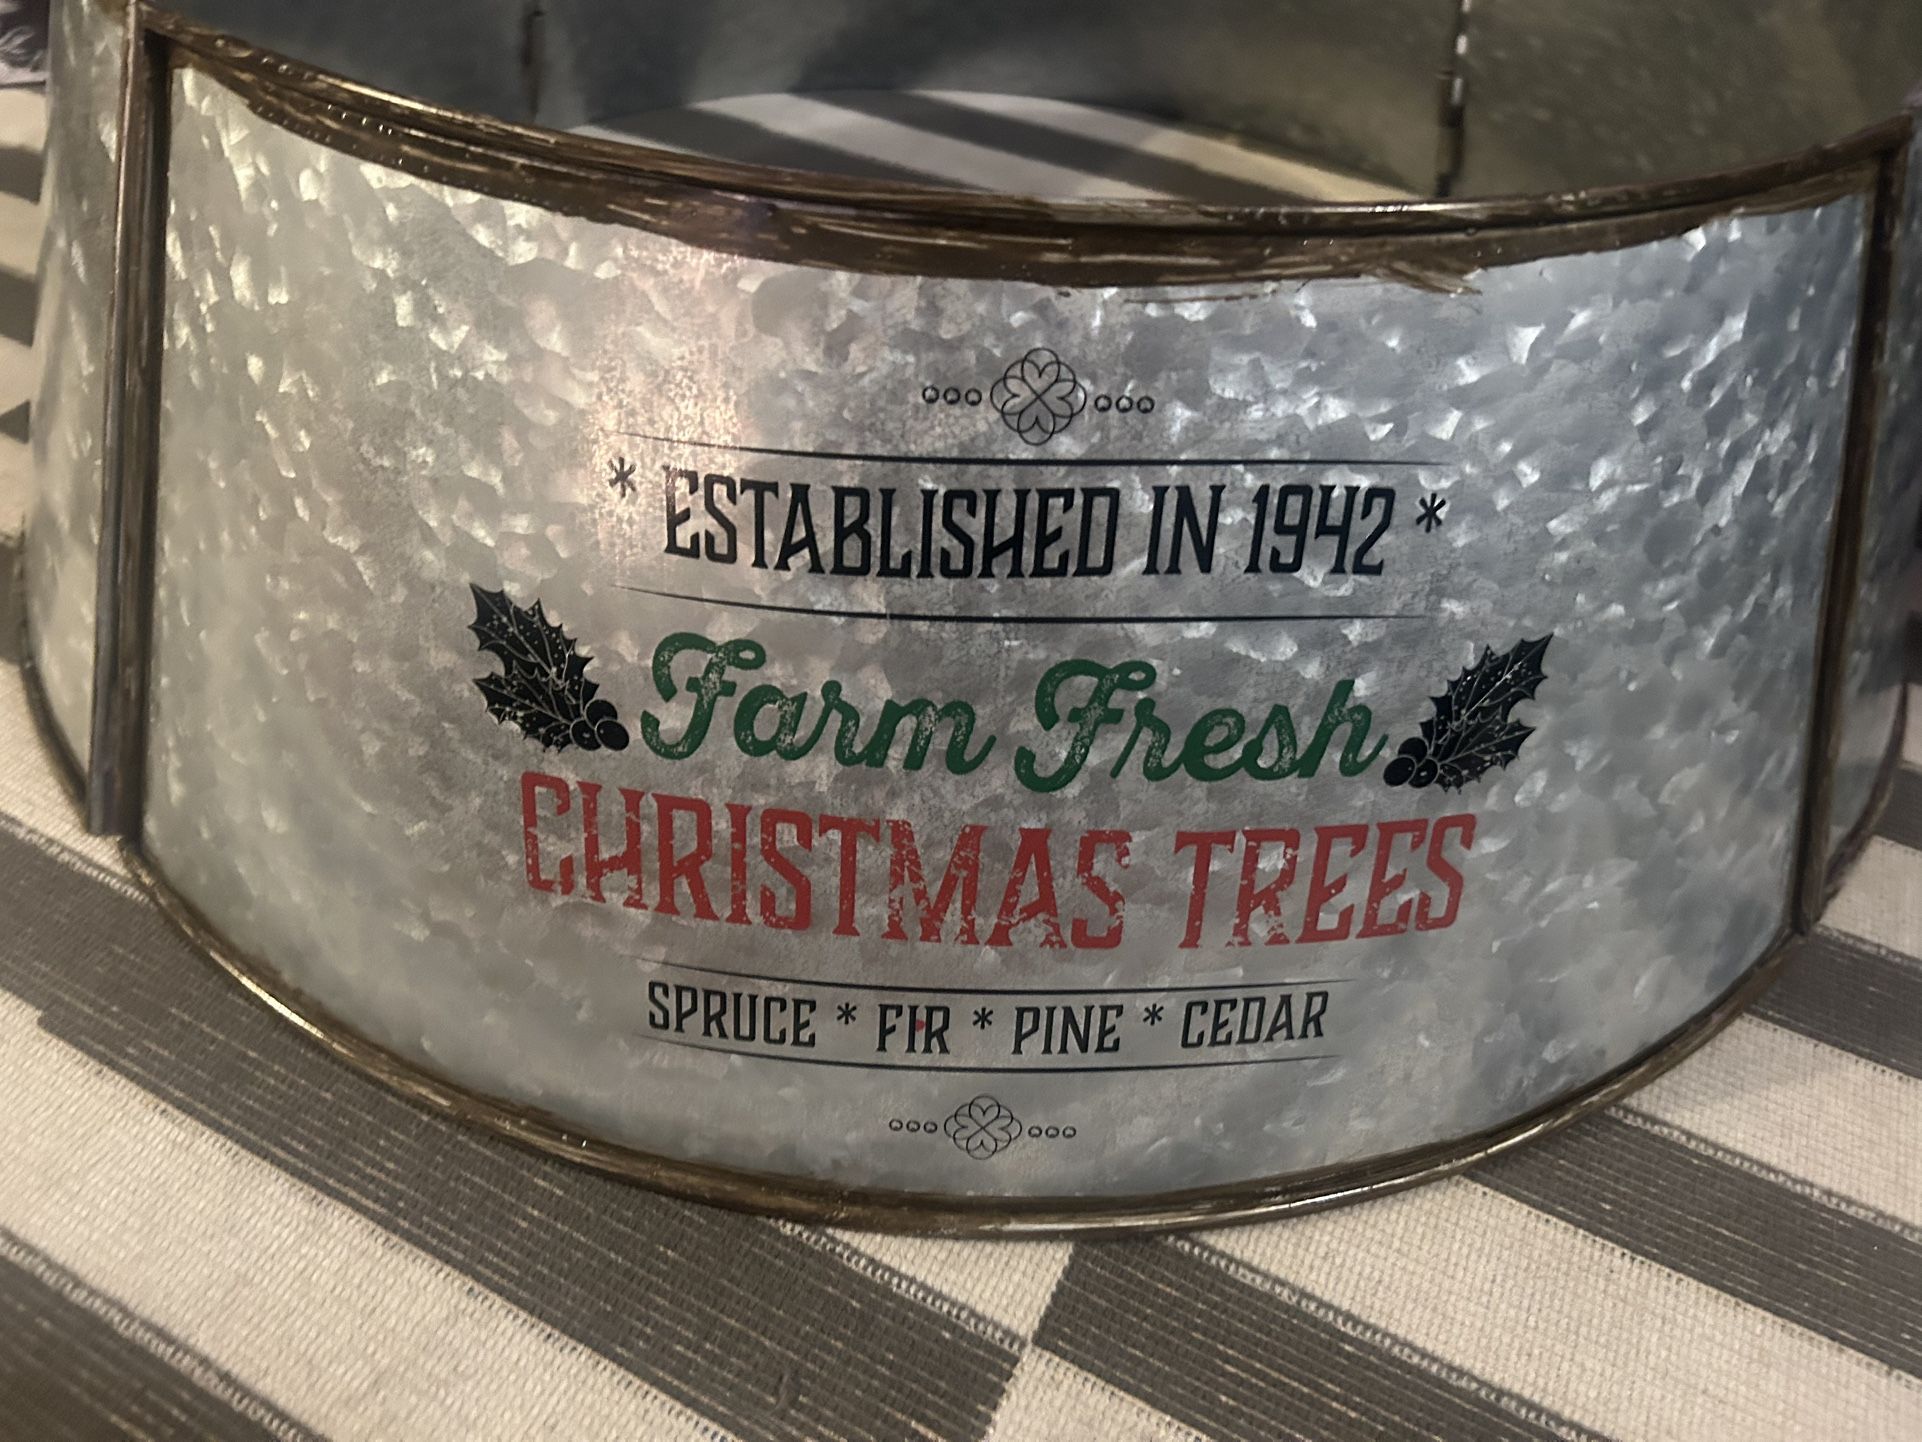 * ESTABLISHED IN 1942 *
Farm Fresh
CHRISTMAS TREES
SPRUCE * FIR * PINE * CEDAR